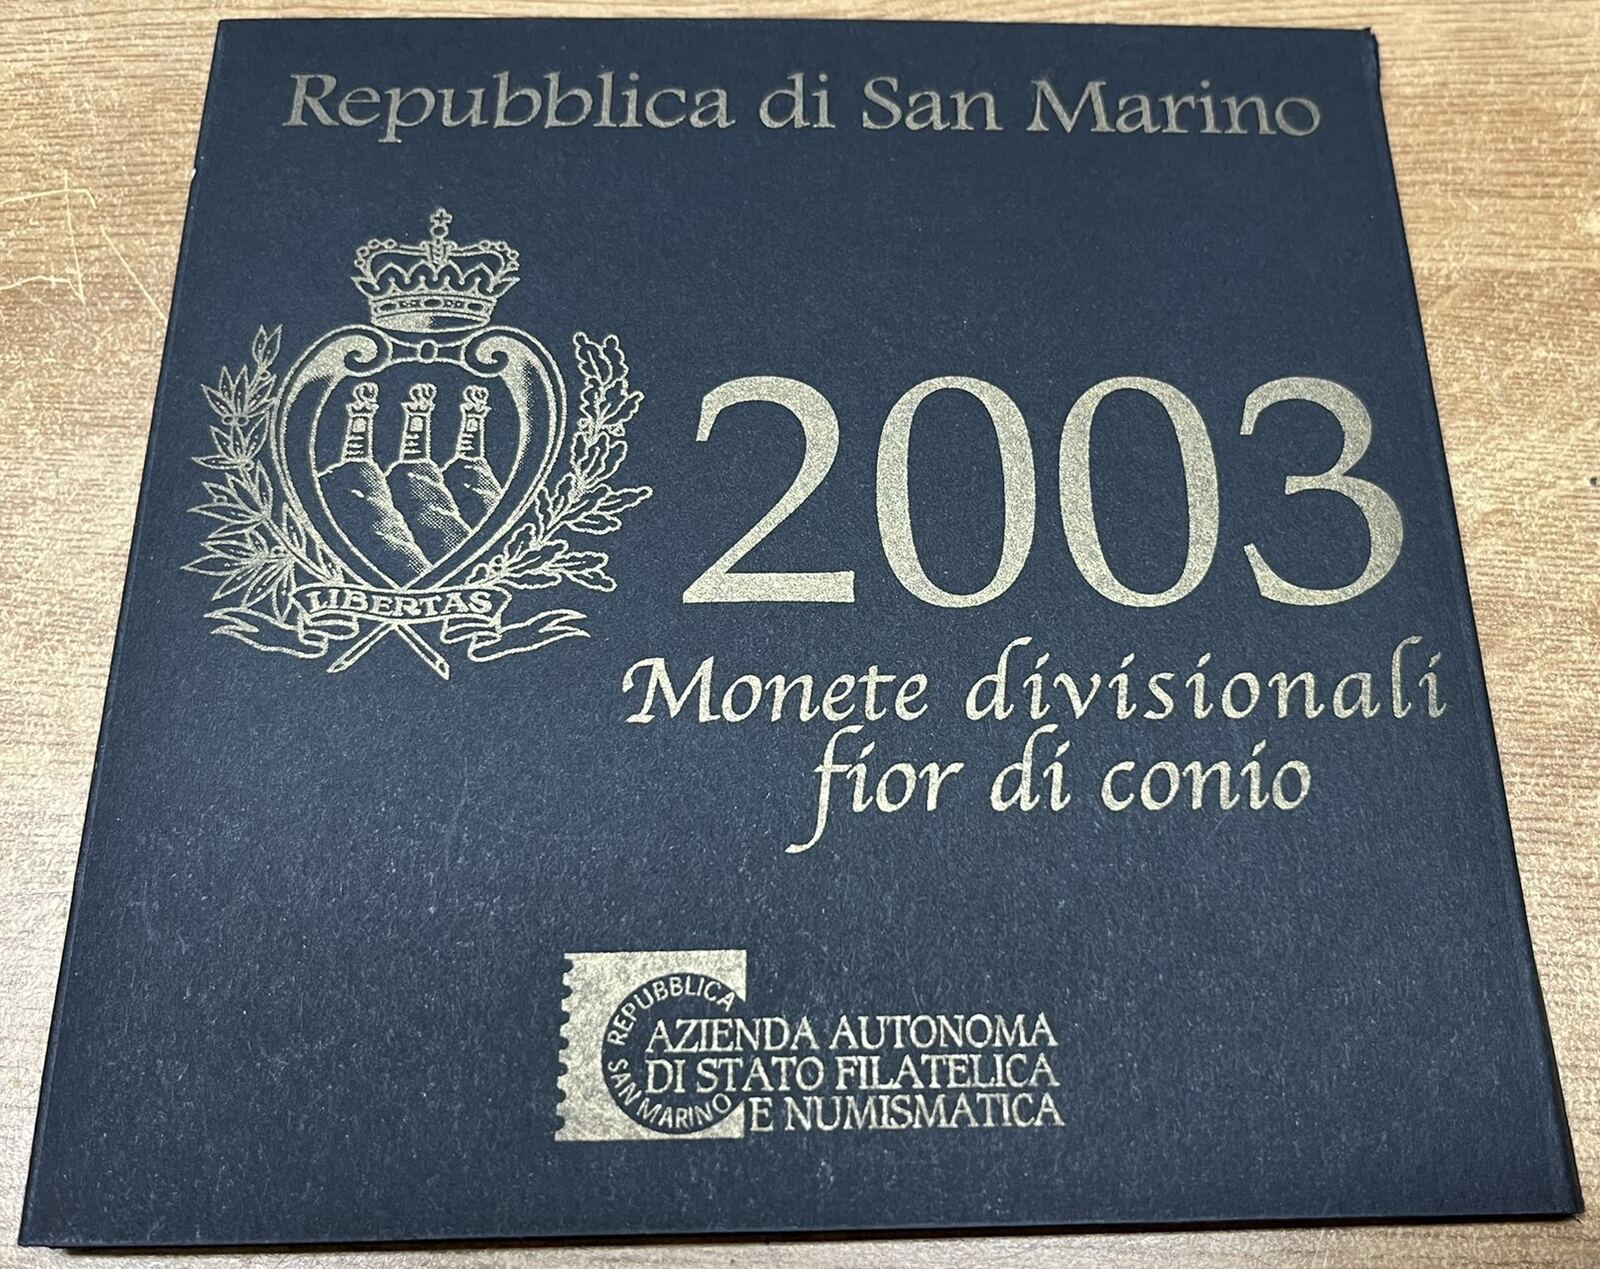 Repubblica di San Marino
LIBERTAS
2003
Monete divisionali
fior di conio
REPUBBLICA
SAN MARINO
AZIENDA AUTONOMA
DI STATO FILATELICA
E NUMISMATICA